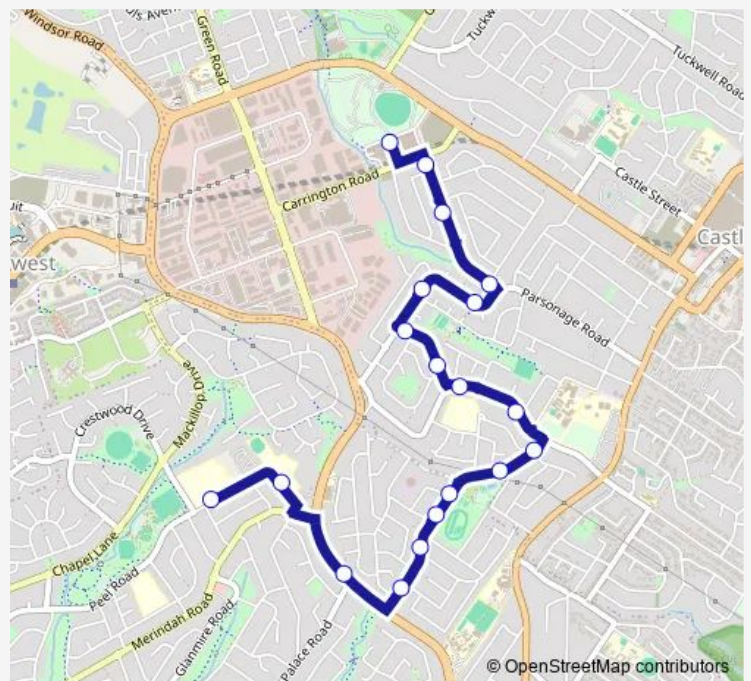 Windsor Road
Green Road
Tuckw
Tuckwell Road
Castle Street
Carrington Road
Castl
west
Parsonage Road
Mackillop Drive
Crestwood Drive
Chapel Lane
Peel Road
Merindah Road
Glanmire Road
Palace Road
© OpenStreetMap contributors